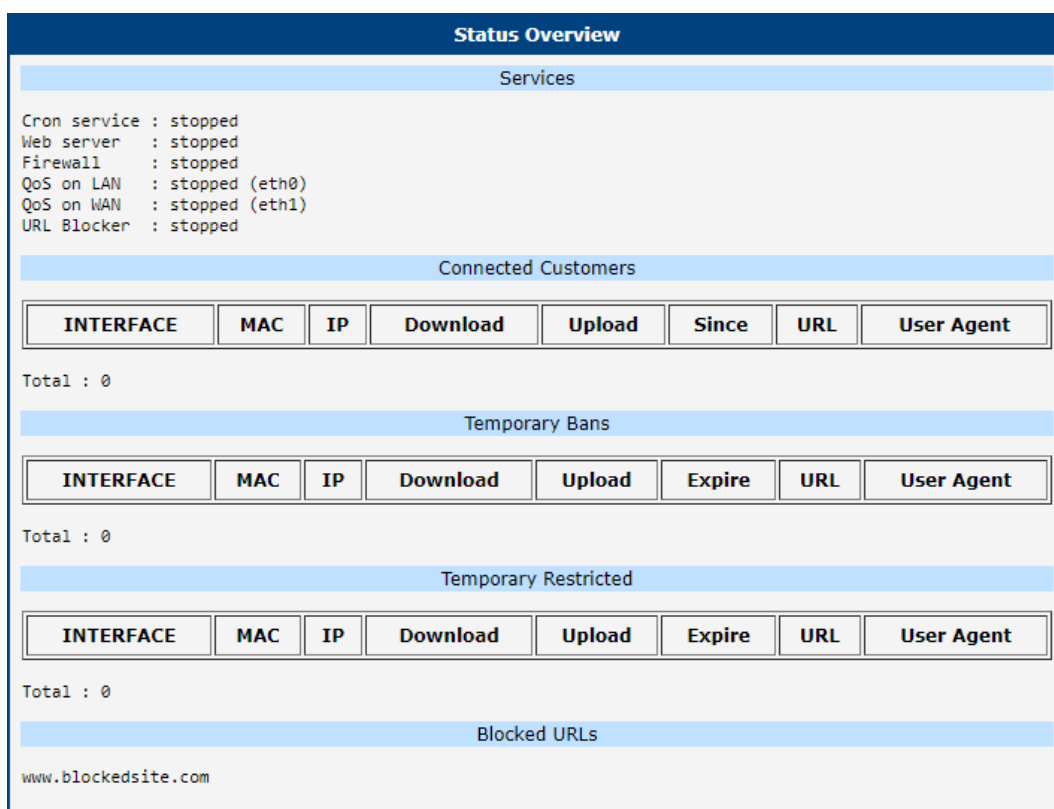 Status Overview
Services
Cron service : stopped
Web server   : stopped
Firewall     : stopped
QoS on LAN   : stopped (eth0)
QoS on WAN   : stopped (eth1)
URL Blocker  : stopped
Connected Customers
INTERFACE MAC IP Download Upload Since URL User Agent
Total : 0
Temporary Bans
INTERFACE MAC IP Download Upload Expire URL User Agent
Total : 0
Temporary Restricted
INTERFACE MAC IP Download Upload Expire URL User Agent
Total : 0
Blocked URLs
www.blockedsite.com